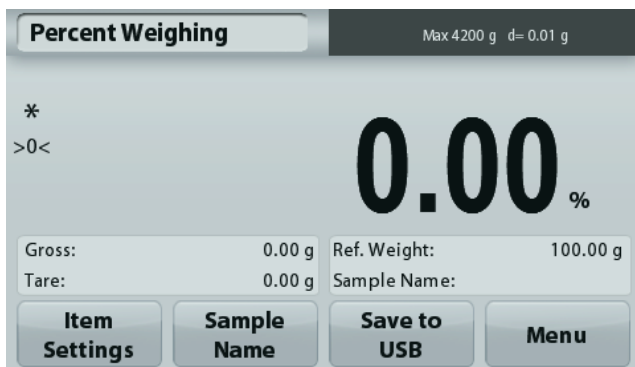 Percent Weighing
Max 4200 g d= 0.01 g
*
>0<
0.00 %
Gross: 0.00 g
Tare: 0.00 g
Ref. Weight: 100.00 g
Sample Name:
Item Settings
Sample Name
Save to USB
Menu